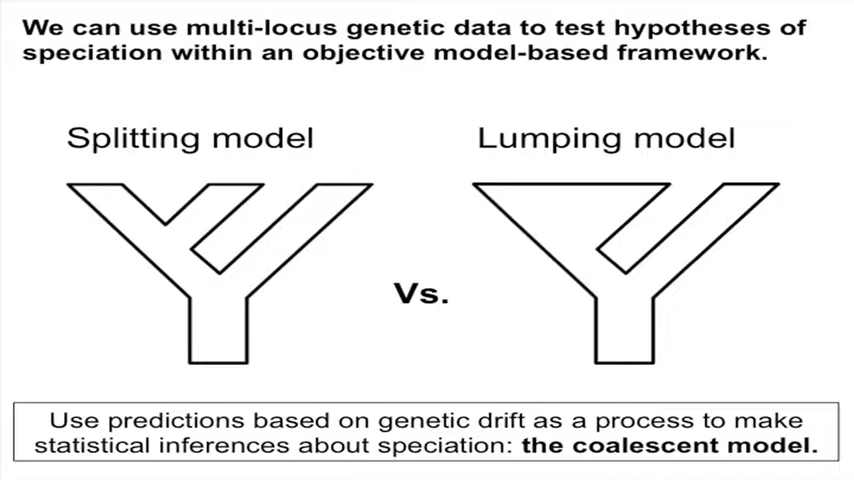 We can use multi-locus genetic data to test hypotheses of
speciation within an objective model-based framework.
Splitting model
Lumping model
Vs.
Use predictions based on genetic drift as a process to make
statistical inferences about speciation: the coalescent model.